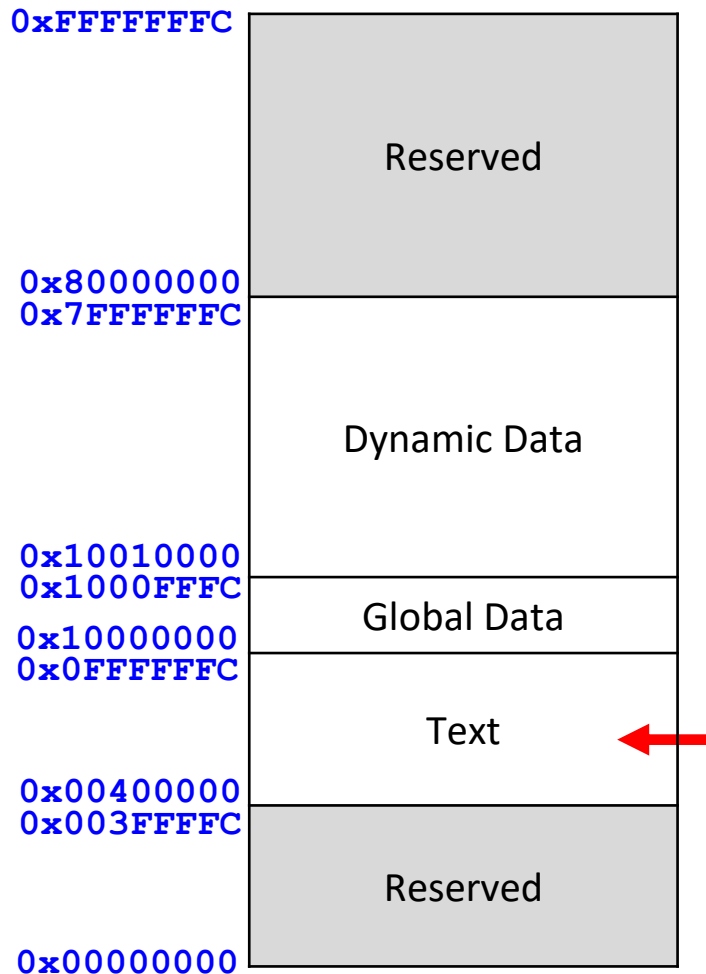 0xFFFFFFFC
Reserved
0x80000000
0x7FFFFFFC
Dynamic Data
0x10010000
0x1000FFFC
Global Data
0x10000000
0x0FFFFFFC
Text
0x00400000
0x003FFFFC
Reserved
0x00000000